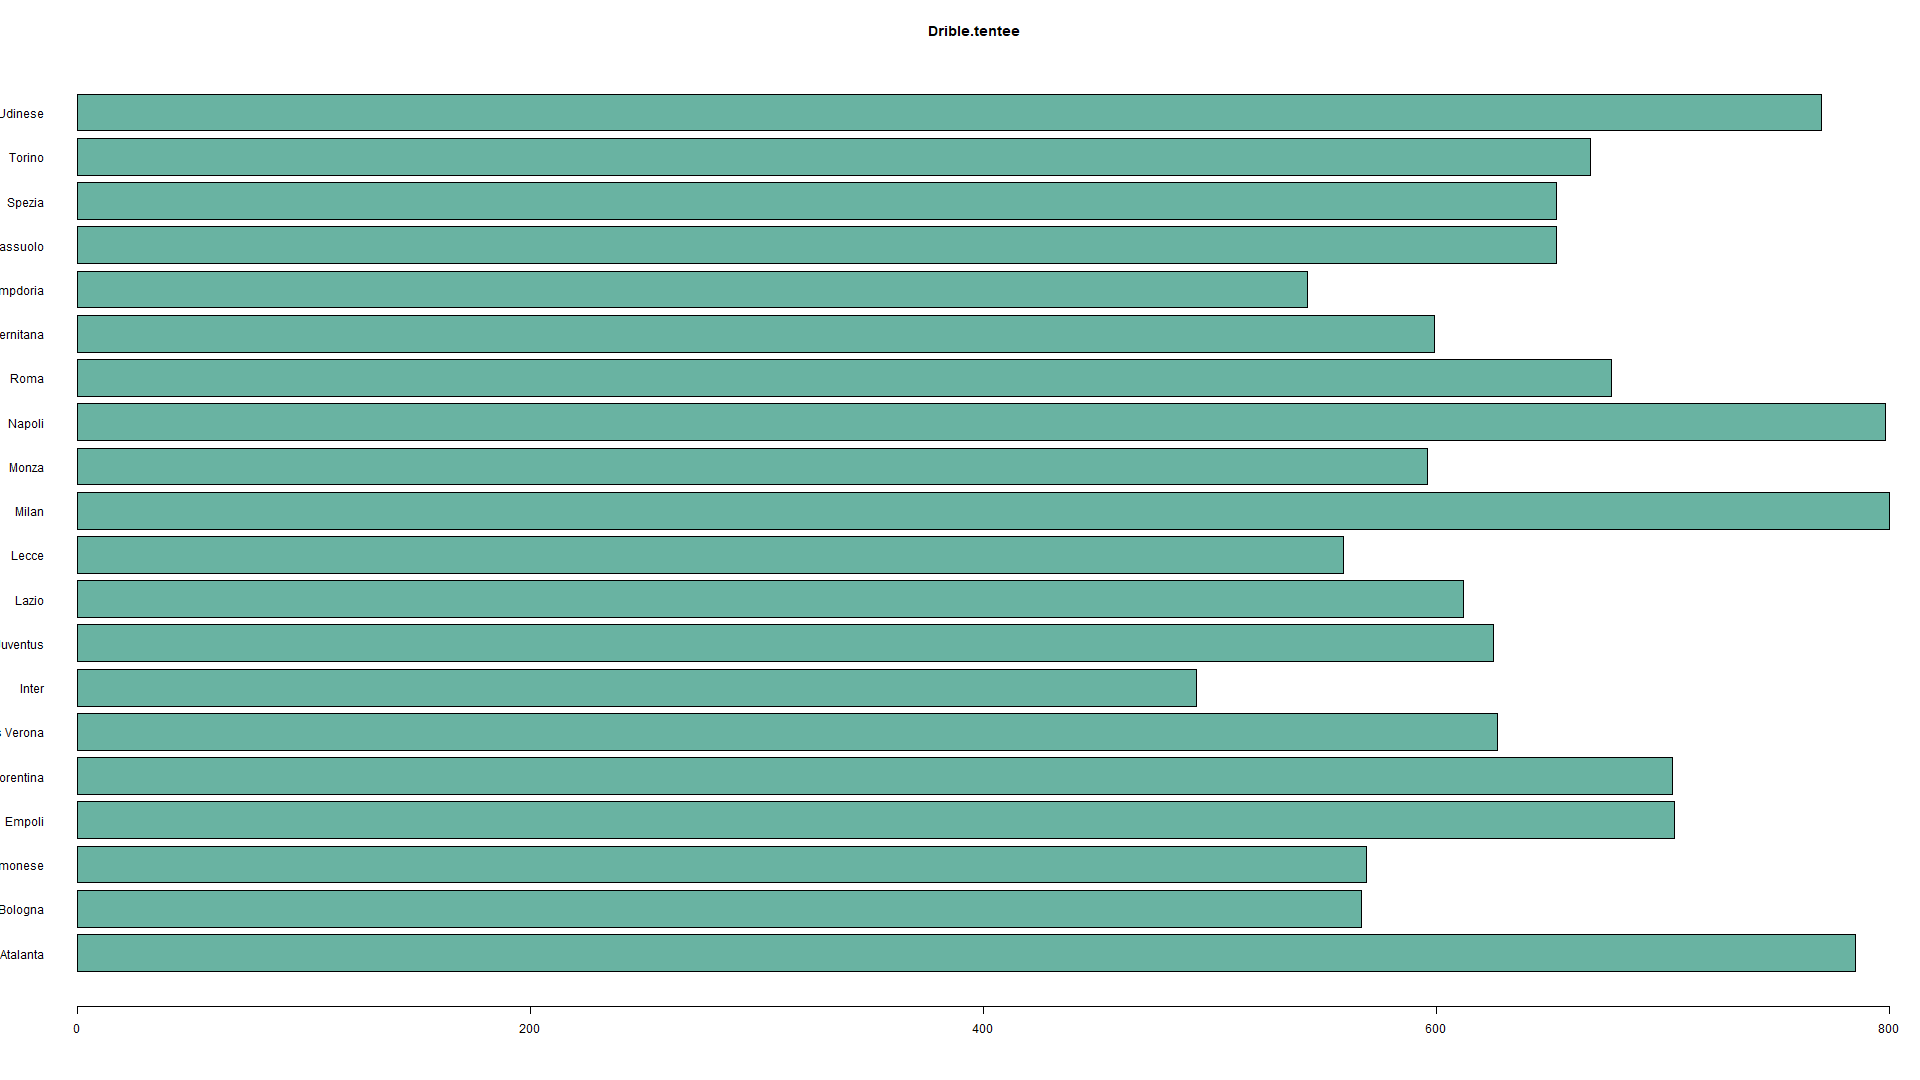 Drible.tentee
Udinese
Torino
Spezia
assuolo
mpdoria
ernitana
Roma
Napoli
Monza
Milan
Lecce
Lazio
Juventus
Inter
s Verona
orentina
Empoli
monese
Bologna
Atalanta
0 200 400 600 800